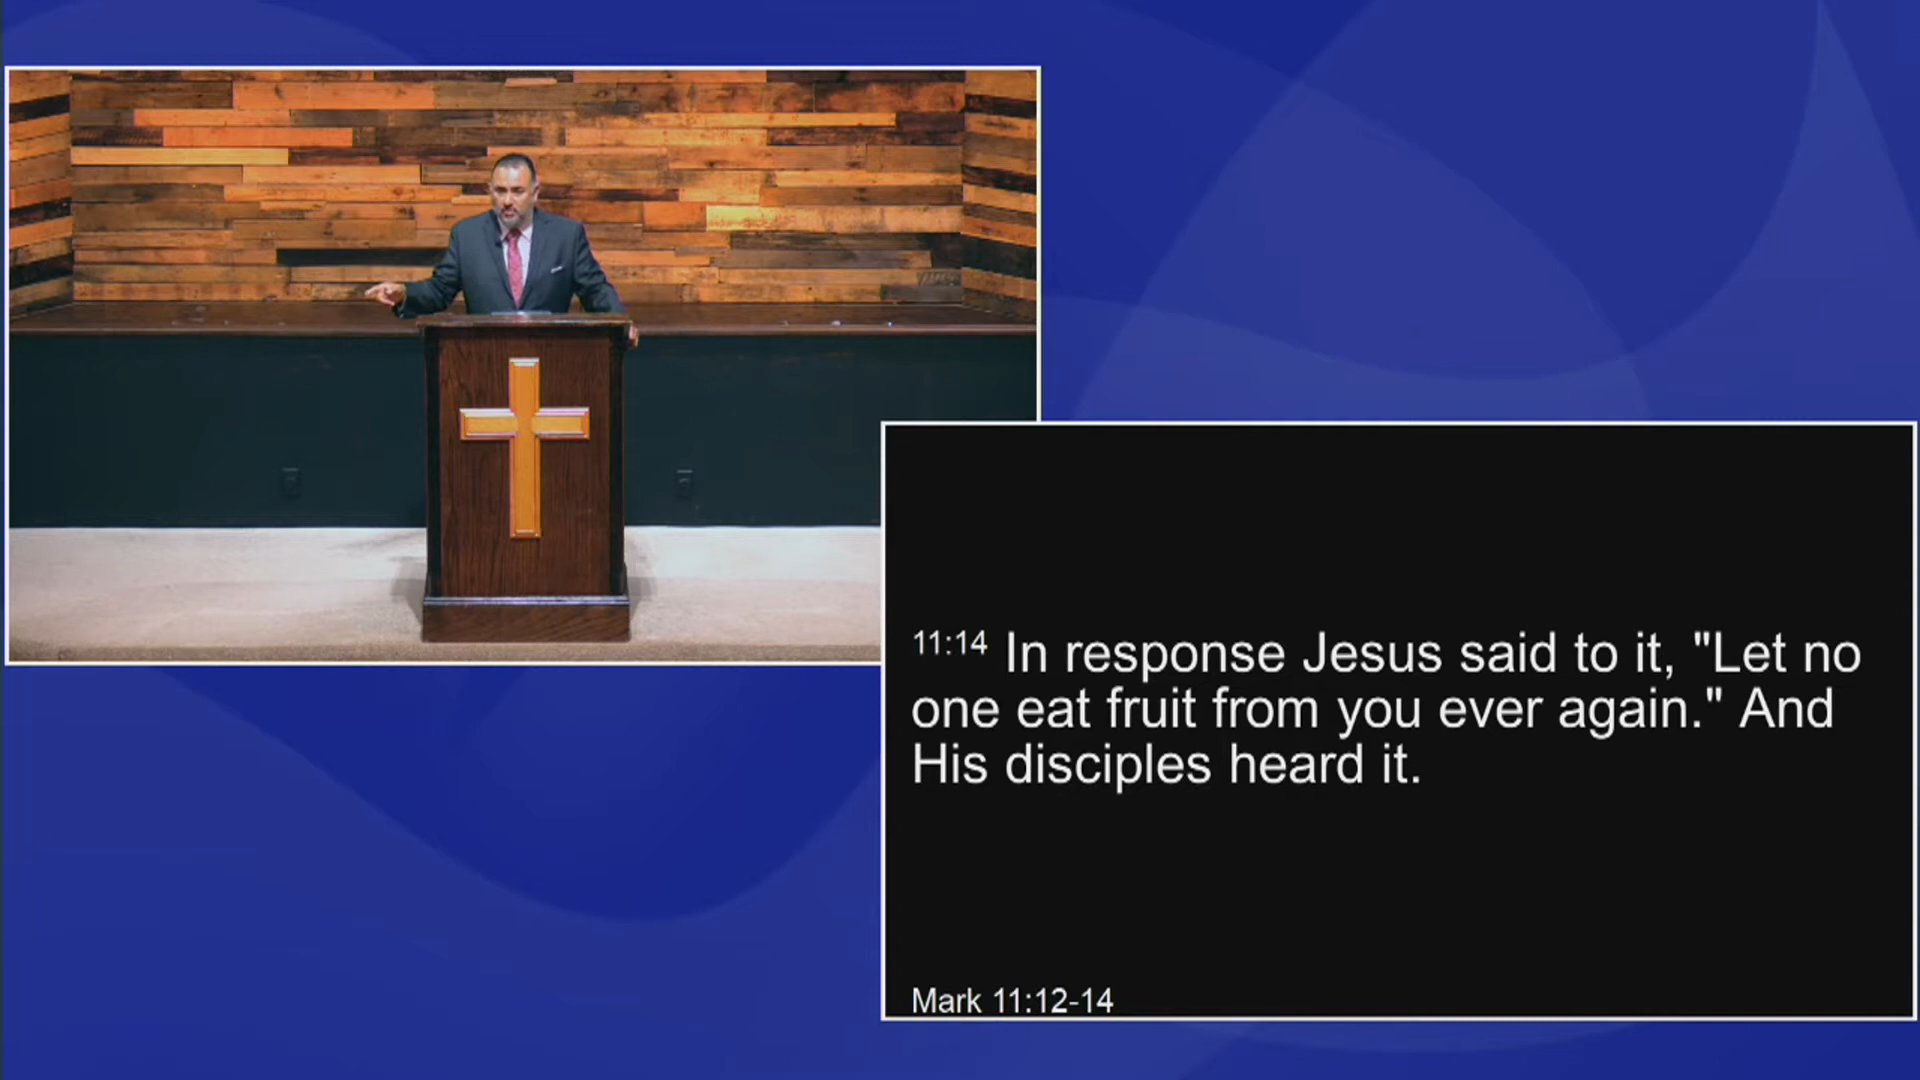 11:14 In response Jesus said to it, "Let no
one eat fruit from you ever again." And
His disciples heard it.
Mark 11:12-14